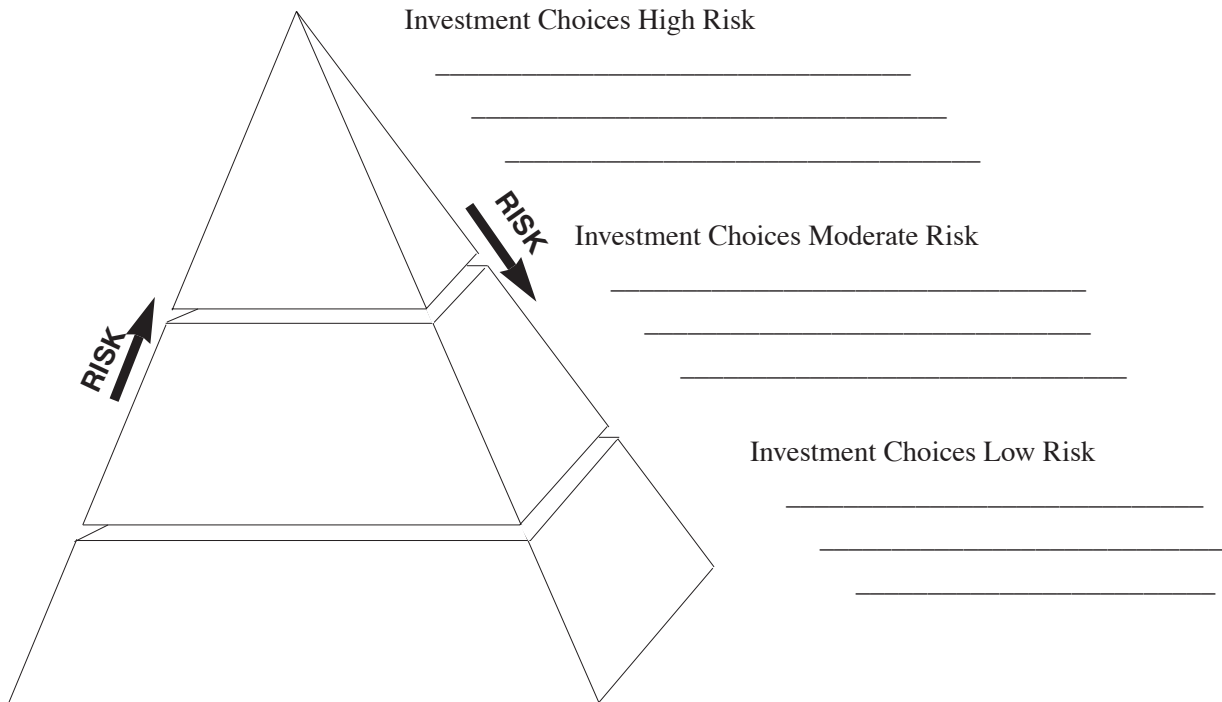 Investment Choices High Risk
RISK
Investment Choices Moderate Risk
RISK
Investment Choices Low Risk